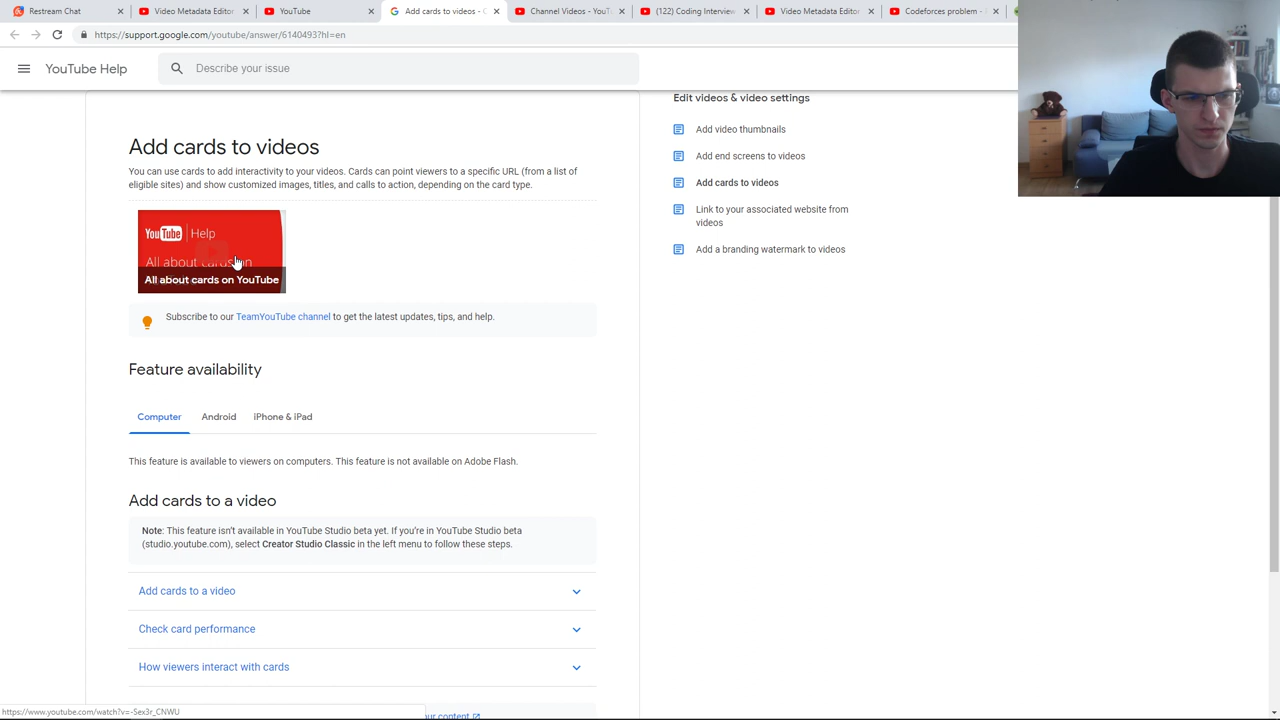 Restream Chat
Video Metadata Editor
YouTube
Add cards to videos - C
Channel Videos - YouT
(122) Coding Interview
Video Metadata Editor
Codeforces problem -
https://support.google.com/youtube/answer/6140493?hl=en
YouTube Help
Describe your issue
Add cards to videos
You can use cards to add interactivity to your videos. Cards can point viewers to a specific URL (from a list of
eligible sites) and show customized images, titles, and calls to action, depending on the card type.
YouTube Help
All about cards on
All about cards on YouTube
Subscribe to our TeamYouTube channel to get the latest updates, tips, and help.
Feature availability
Computer
Android
iPhone & iPad
This feature is available to viewers on computers. This feature is not available on Adobe Flash.
Add cards to a video
Note: This feature isn't available in YouTube Studio beta yet. If you're in YouTube Studio beta
(studio.youtube.com), select Creator Studio Classic in the left menu to follow these steps.
Add cards to a video
Check card performance
How viewers interact with cards
our content
https://www.youtube.com/watch?v=-Sex3r_CNWU
Edit videos & video settings
Add video thumbnails
Add end screens to videos
Add cards to videos
Link to your associated website from
videos
Add a branding watermark to videos